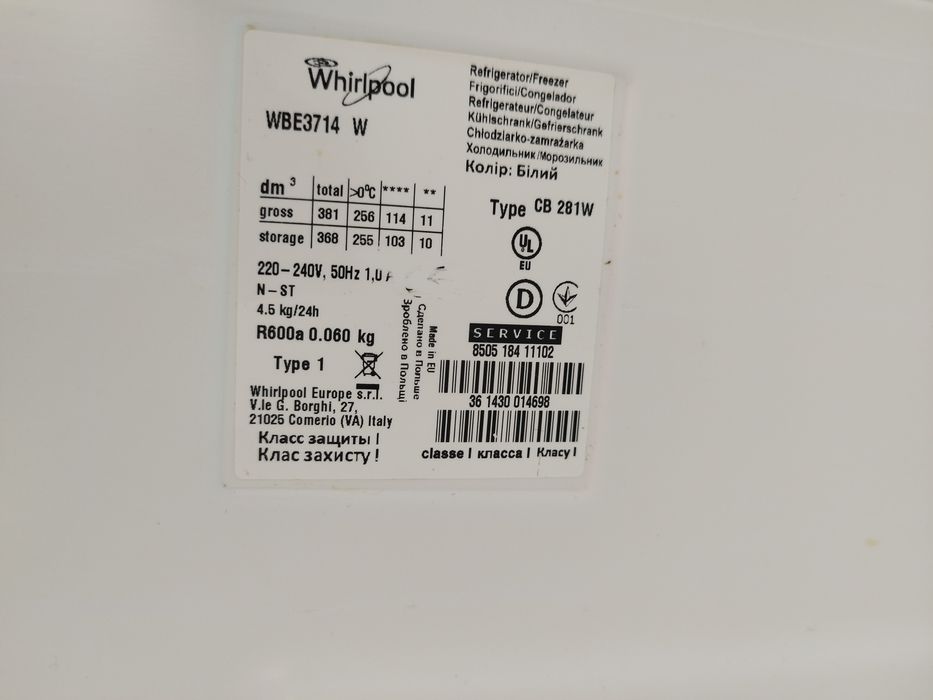 Whirlpool
WBE3714 W
Refrigerator/Freezer
Frigorifici/Congelador
Refrigerateur/Congelateur
Kühlschrank/Gefrierschrank
Chłodziarko-zamrażarka
Холодильник/Морозильник
Колір: Білий
dm³ total >0°C **** **
gross 381 256 114 11
storage 368 255 103 10
Type CB 281W
UL
EU
220-240V, 50Hz 1,0
N-ST
4.5 kg/24h
R600a 0.060 kg
Type 1
D
001
SERVICE
8505 184 11102
36 1430 014698
Made in EU
Сделано в Польше
Зроблено в Польщі
Whirlpool Europe s.r.l.
V.le G. Borghi, 27,
21025 Comerio (VA) Italy
Класс защиты I
Клас захисту !
classe I класса I Класу I